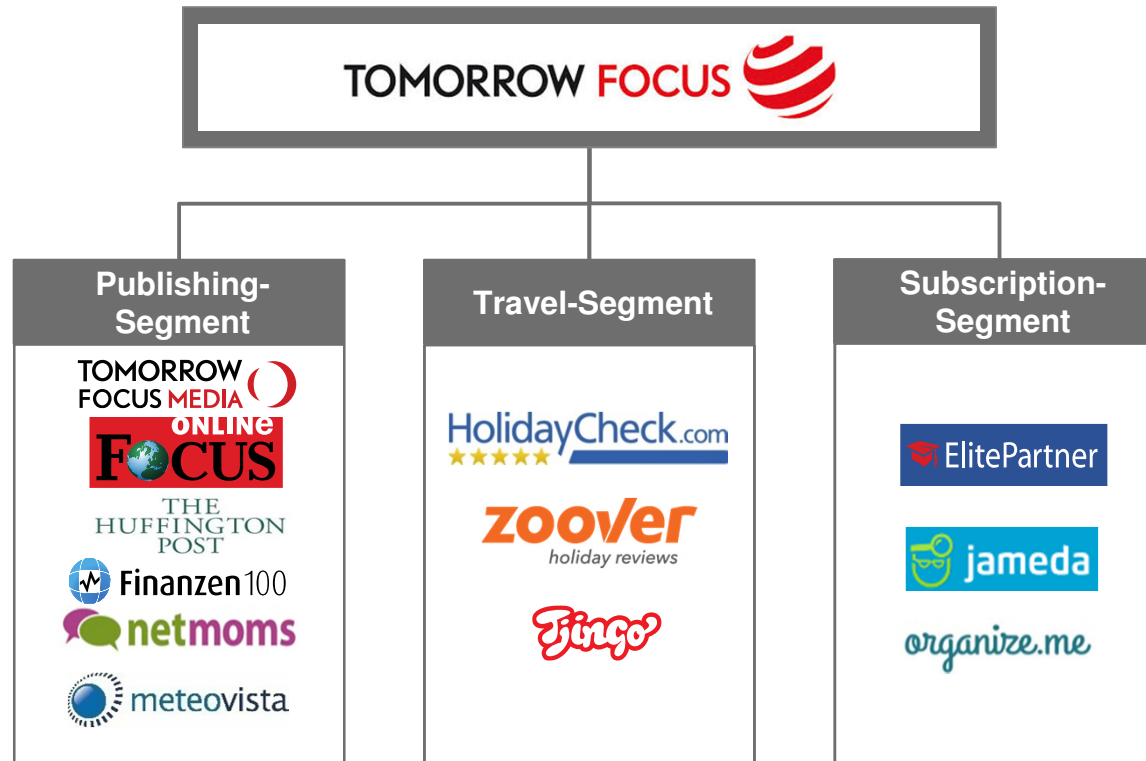 TOMORROW FOCUS
Publishing-
Segment
TOMORROW
FOCUS MEDIA
ONLINE
FOCUS
THE
HUFFINGTON
POST
Finanzen100
netmoms
meteovista
Travel-Segment
HolidayCheck.com
zoover
holiday reviews
Tjingo
Subscription-
Segment
ElitePartner
jameda
organize.me